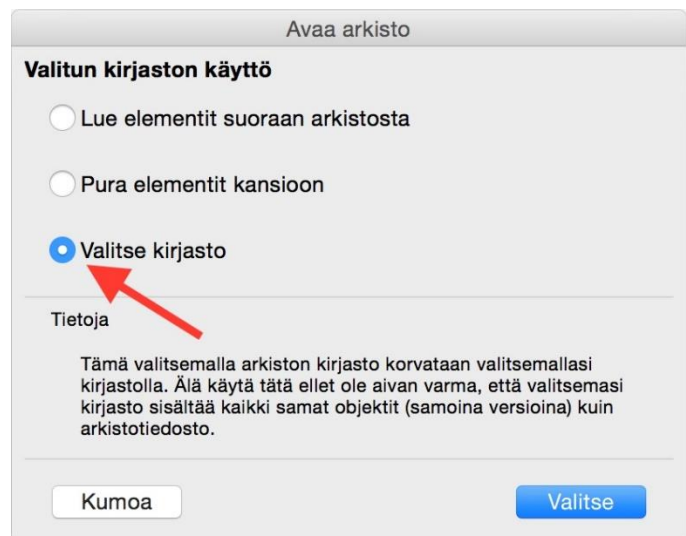 Avaa arkisto
Valitun kirjaston käyttö
Lue elementit suoraan arkistosta
Pura elementit kansioon
Valitse kirjasto
Tietoja
Tämä valitsemalla arkiston kirjasto korvataan valitsemallasi
kirjastolla. Älä käytä tätä ellet ole aivan varma, että valitsemasi
kirjasto sisältää kaikki samat objektit (samoina versioina) kuin
arkistotiedosto.
Kumoa
Valitse